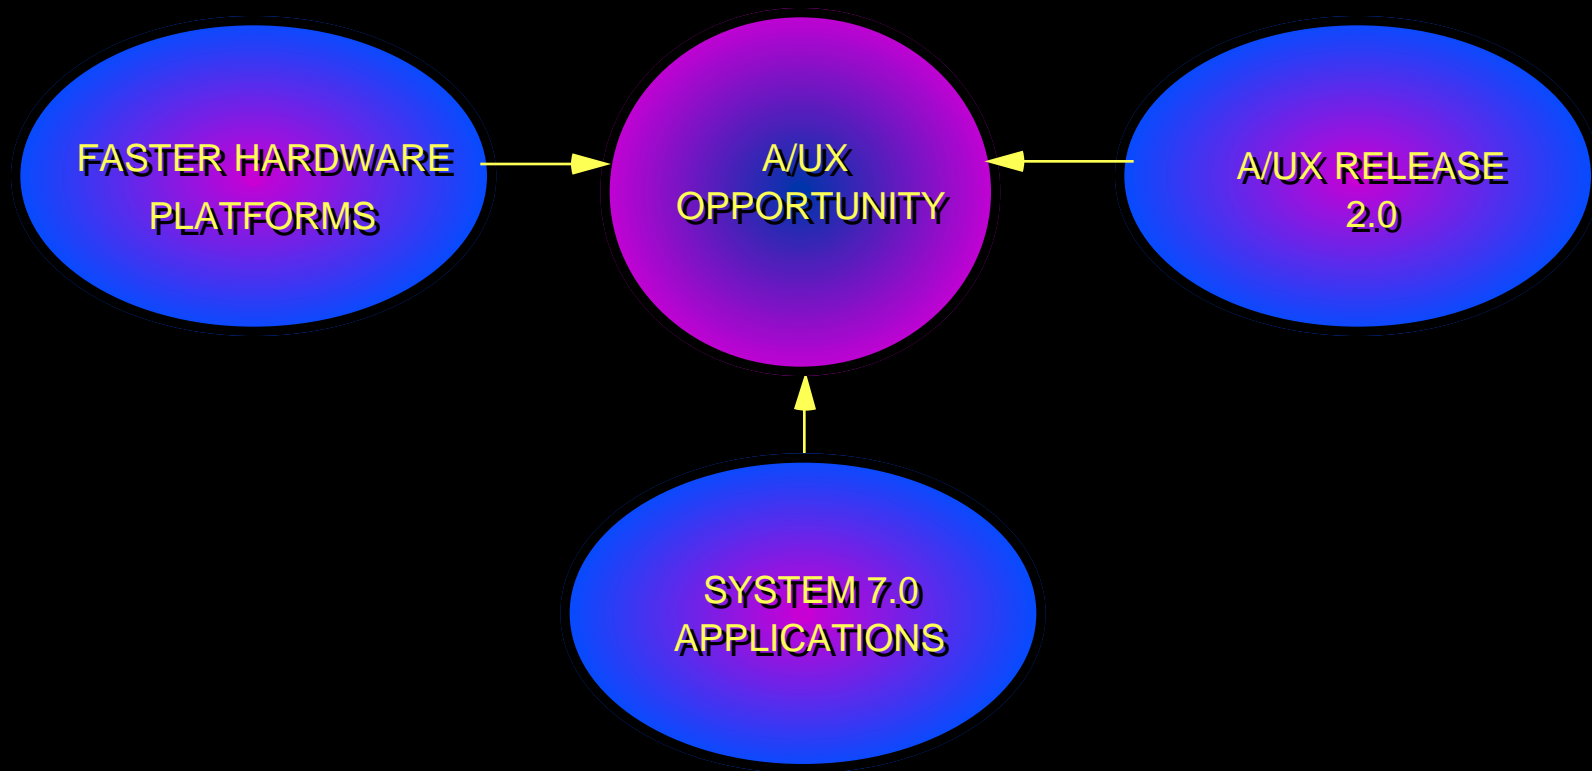 FASTER HARDWARE
PLATFORMS
A/UX
OPPORTUNITY
A/UX RELEASE
2.0
SYSTEM 7.0
APPLICATIONS